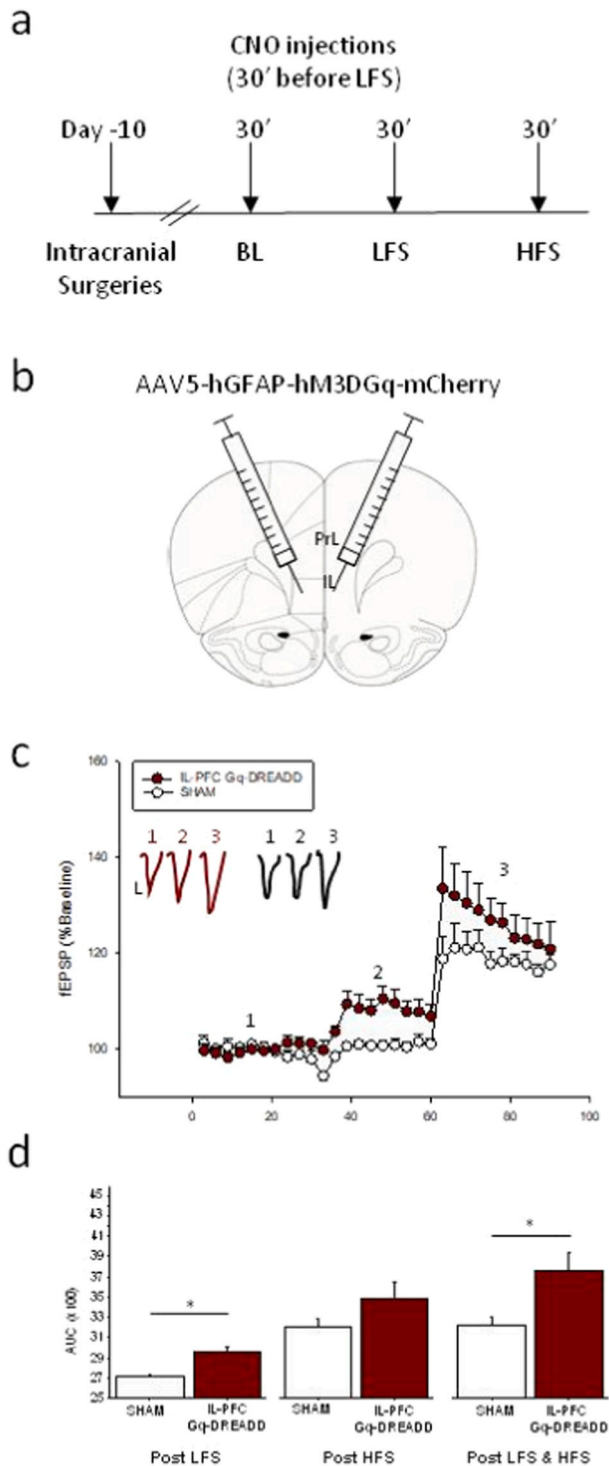 a
CNO injections
(30′ before LFS)
Day -10 30′ 30′ 30′
Intracranial BL LFS HFS
Surgeries
b
AAV5-hGFAP-hM3DGq-mCherry
PrL
IL
c
160
IL-PFC Gq-DREADD
SHAM
1 2 3 1 2 3
140
3
L
fEPSP (%Baseline)
120
2
1
100
0 20 40 60 80 100
d
45
43
41
39
37
35
33
31
29
27
25
AUC (x100)
* *
SHAM IL-PFC SHAM IL-PFC SHAM IL-PFC
Gq-DREADD Gq-DREADD Gq-DREADD
Post LFS Post HFS Post LFS & HFS